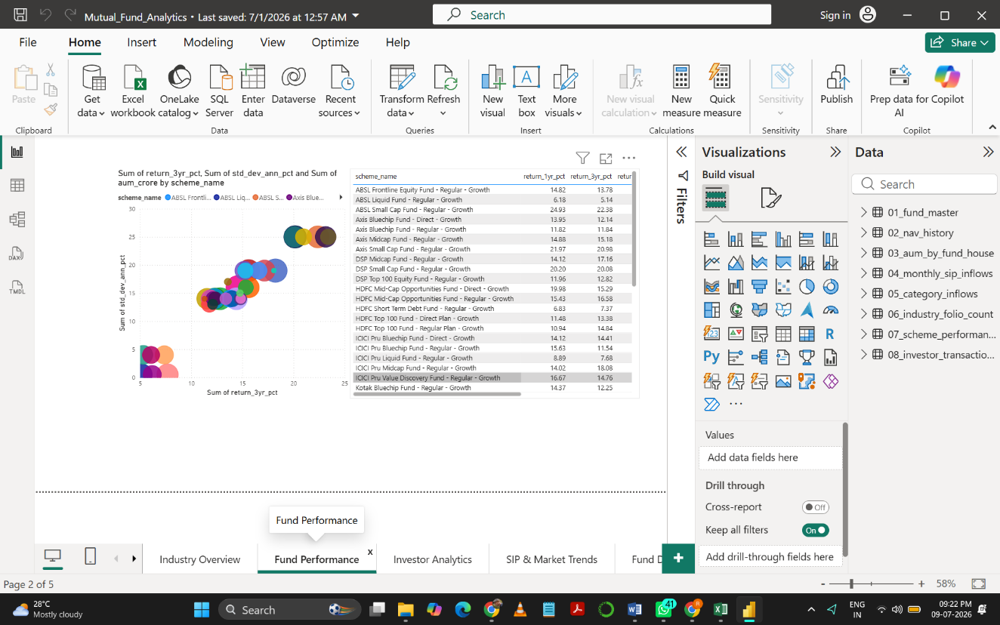 Mutual_Fund_Analytics • Last saved: 7/1/2026 at 12:57 AM
Search
Sign in
File
Home
Insert
Modeling
View
Optimize
Help
Share
Paste
Get data
Excel workbook
OneLake catalog
SQL Server
Enter data
Dataverse
Recent sources
Transform data
Refresh
New visual
Text box
More visuals
New visual calculation
New measure
Quick measure
Sensitivity
Publish
Prep data for AI
Copilot
Clipboard
Data
Queries
Insert
Calculations
Sensitivity
Share
Copilot
Sum of return_3yr_pct, Sum of std_dev_ann_pct and Sum of
aum_crore by scheme_name
scheme_name ABSL Frontli... ABSL Liq... ABSL S... Axis Blue...
Sum of std_dev_ann_pct
30
25
20
15
10
5
0
5 10 15 20 25
Sum of return_3yr_pct
scheme_name return_1yr_pct return_3yr_pct retur
ABSL Frontline Equity Fund - Regular - Growth 14.82 13.78
ABSL Liquid Fund - Regular - Growth 6.18 5.14
ABSL Small Cap Fund - Regular - Growth 24.93 22.38
Axis Bluechip Fund - Direct - Growth 13.95 12.14
Axis Bluechip Fund - Regular - Growth 11.82 11.84
Axis Midcap Fund - Regular - Growth 14.88 15.18
Axis Small Cap Fund - Regular - Growth 21.97 20.98
DSP Midcap Fund - Regular - Growth 14.12 17.16
DSP Small Cap Fund - Regular - Growth 20.20 20.08
DSP Top 100 Equity Fund - Regular - Growth 11.96 12.82
HDFC Mid-Cap Opportunities Fund - Direct - Growth 19.98 15.29
HDFC Mid-Cap Opportunities Fund - Regular - Growth 15.43 16.58
HDFC Short Term Debt Fund - Regular - Growth 6.83 7.37
HDFC Top 100 Fund - Direct Plan - Growth 11.48 13.38
HDFC Top 100 Fund - Regular Plan - Growth 10.94 14.84
ICICI Pru Bluechip Fund - Direct - Growth 14.12 14.41
ICICI Pru Bluechip Fund - Regular - Growth 15.63 11.54
ICICI Pru Liquid Fund - Regular - Growth 8.89 7.68
ICICI Pru Midcap Fund - Regular - Growth 14.02 18.08
ICICI Pru Value Discovery Fund - Regular - Growth 16.67 14.76
Kotak Bluechip Fund - Regular - Growth 14.37 12.25
Filters
Visualizations
Build visual
123
R
Py
Values
Add data fields here
Drill through
Cross-report Off
Keep all filters On
Add drill-through fields here
Data
Search
01_fund_master
02_nav_history
03_aum_by_fund_house
04_monthly_sip_inflows
05_category_inflows
06_industry_folio_count
07_scheme_performan...
08_investor_transactio...
DAX
TMDL
Fund Performance
Industry Overview
Fund Performance x
Investor Analytics
SIP & Market Trends
Fund D
+
Page 2 of 5
- + 58%
28°C
Mostly cloudy
Search
41
ENG
IN
09:22 PM
09-07-2026